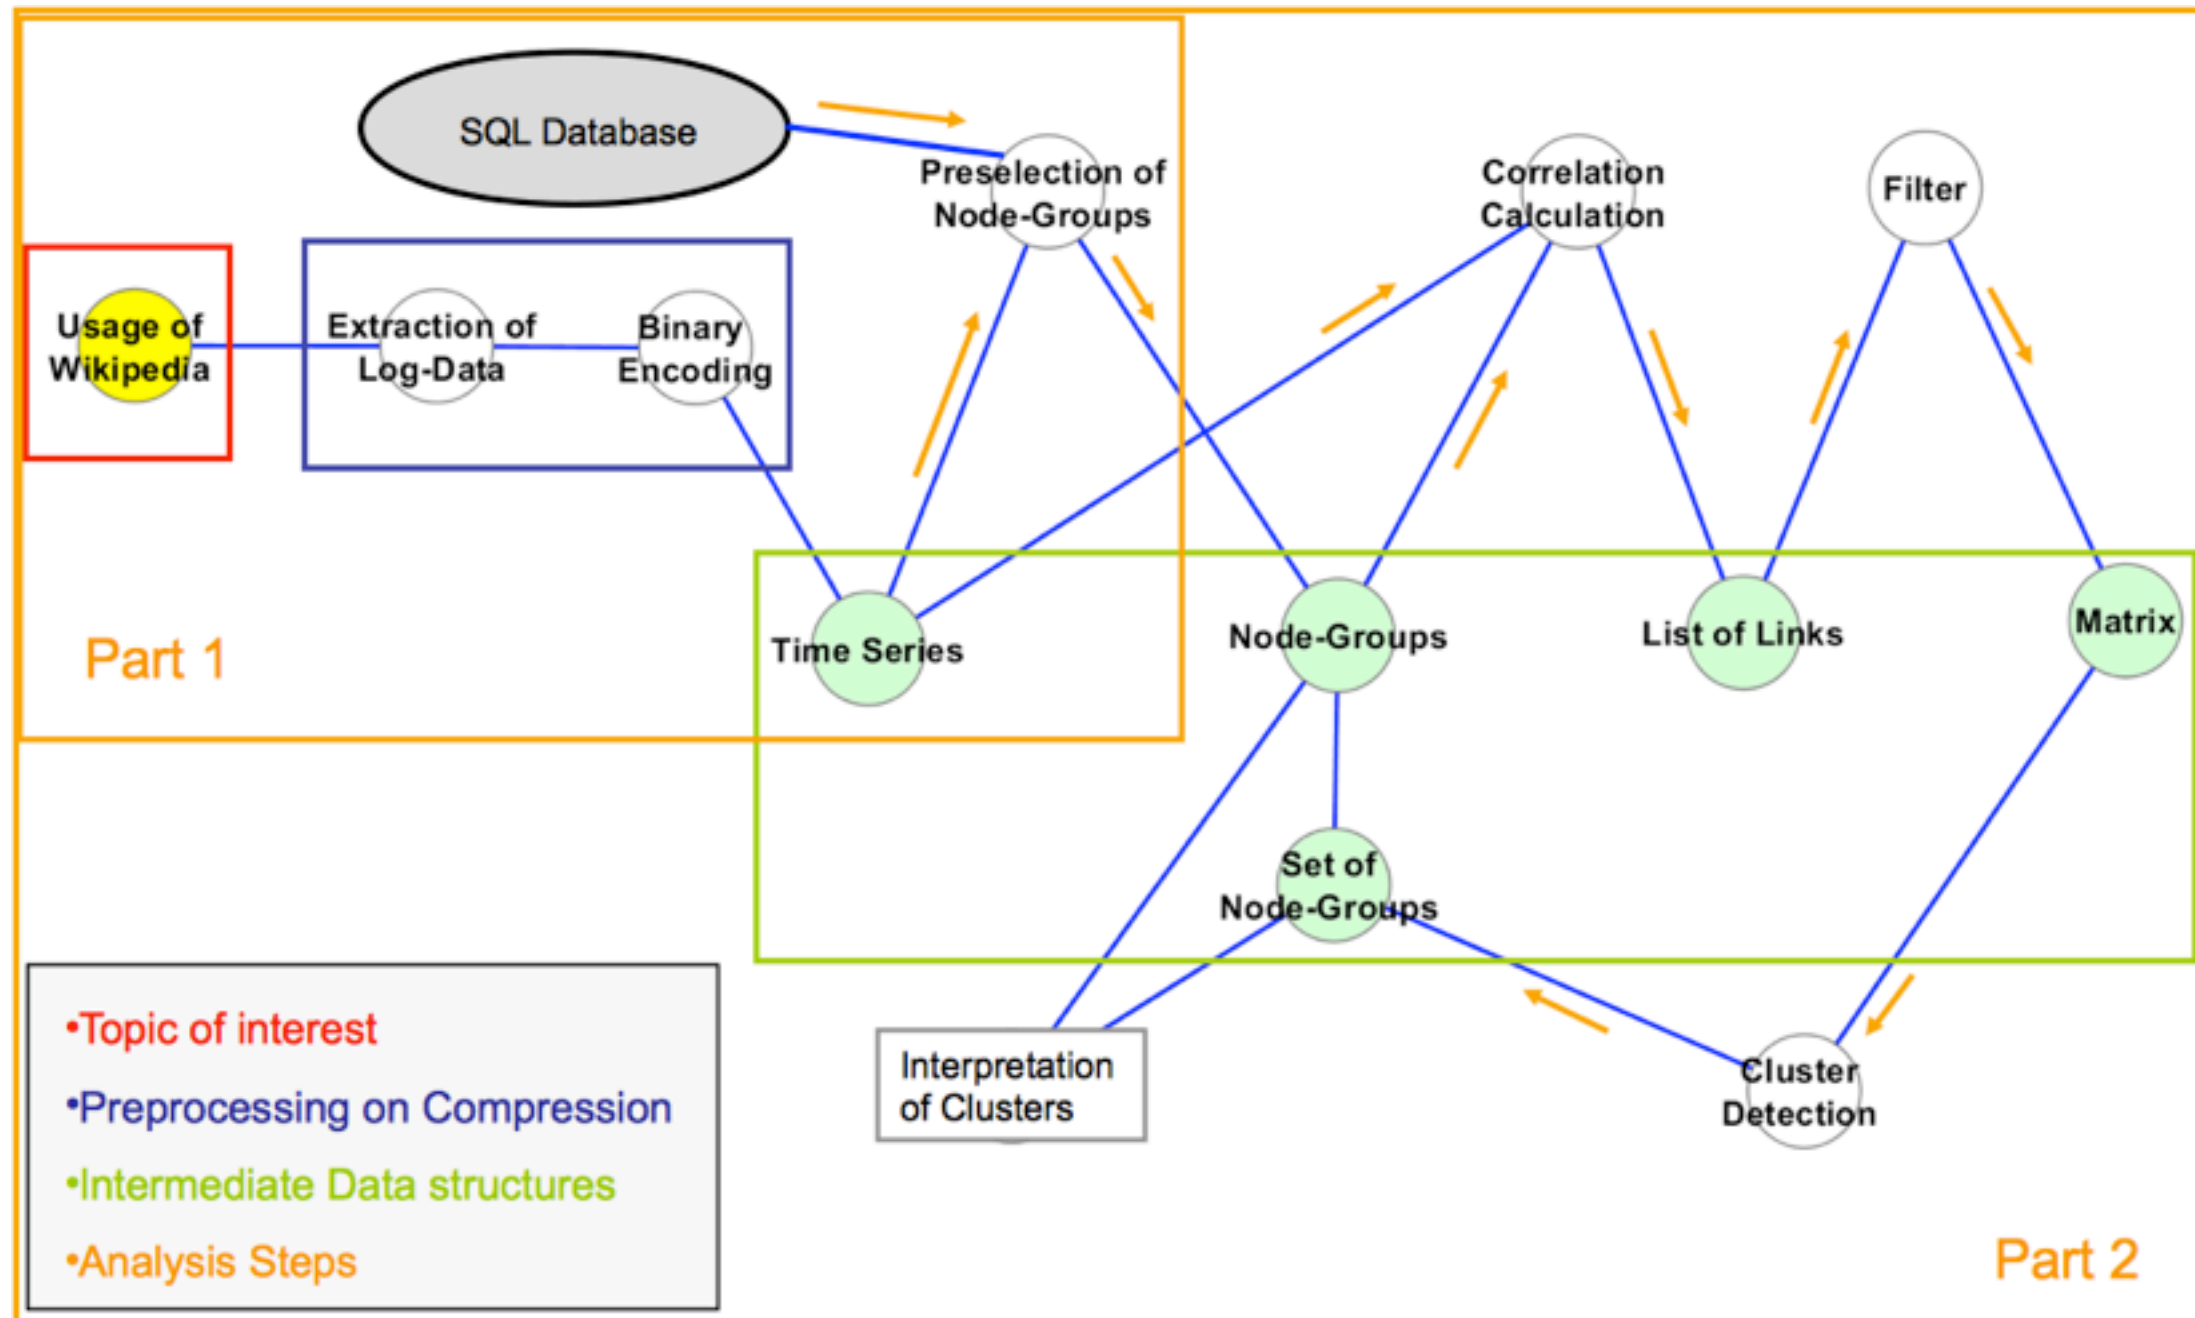 SQL Database
Preselection of
Node-Groups
Correlation
Calculation
Filter
Usage of
Wikipedia
Extraction of
Log-Data
Binary
Encoding
Part 1
Time Series
Node-Groups
List of Links
Matrix
Set of
Node-Groups
Interpretation
of Clusters
Cluster
Detection
•Topic of interest
•Preprocessing on Compression
•Intermediate Data structures
•Analysis Steps
Part 2